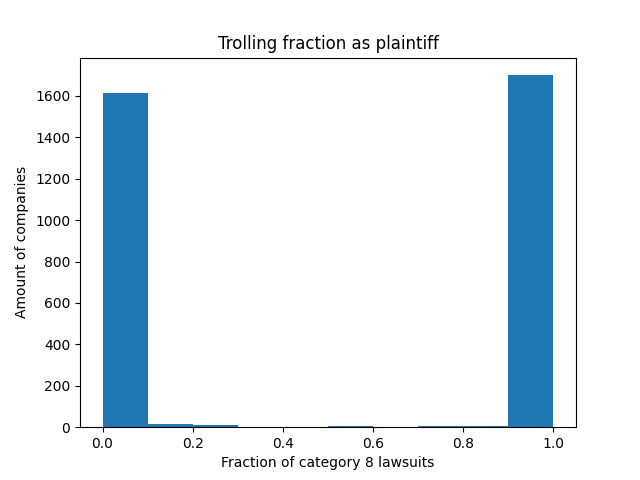 Trolling fraction as plaintiff
Amount of companies
1600
1400
1200
1000
800
600
400
200
0
0.0 0.2 0.4 0.6 0.8 1.0
Fraction of category 8 lawsuits